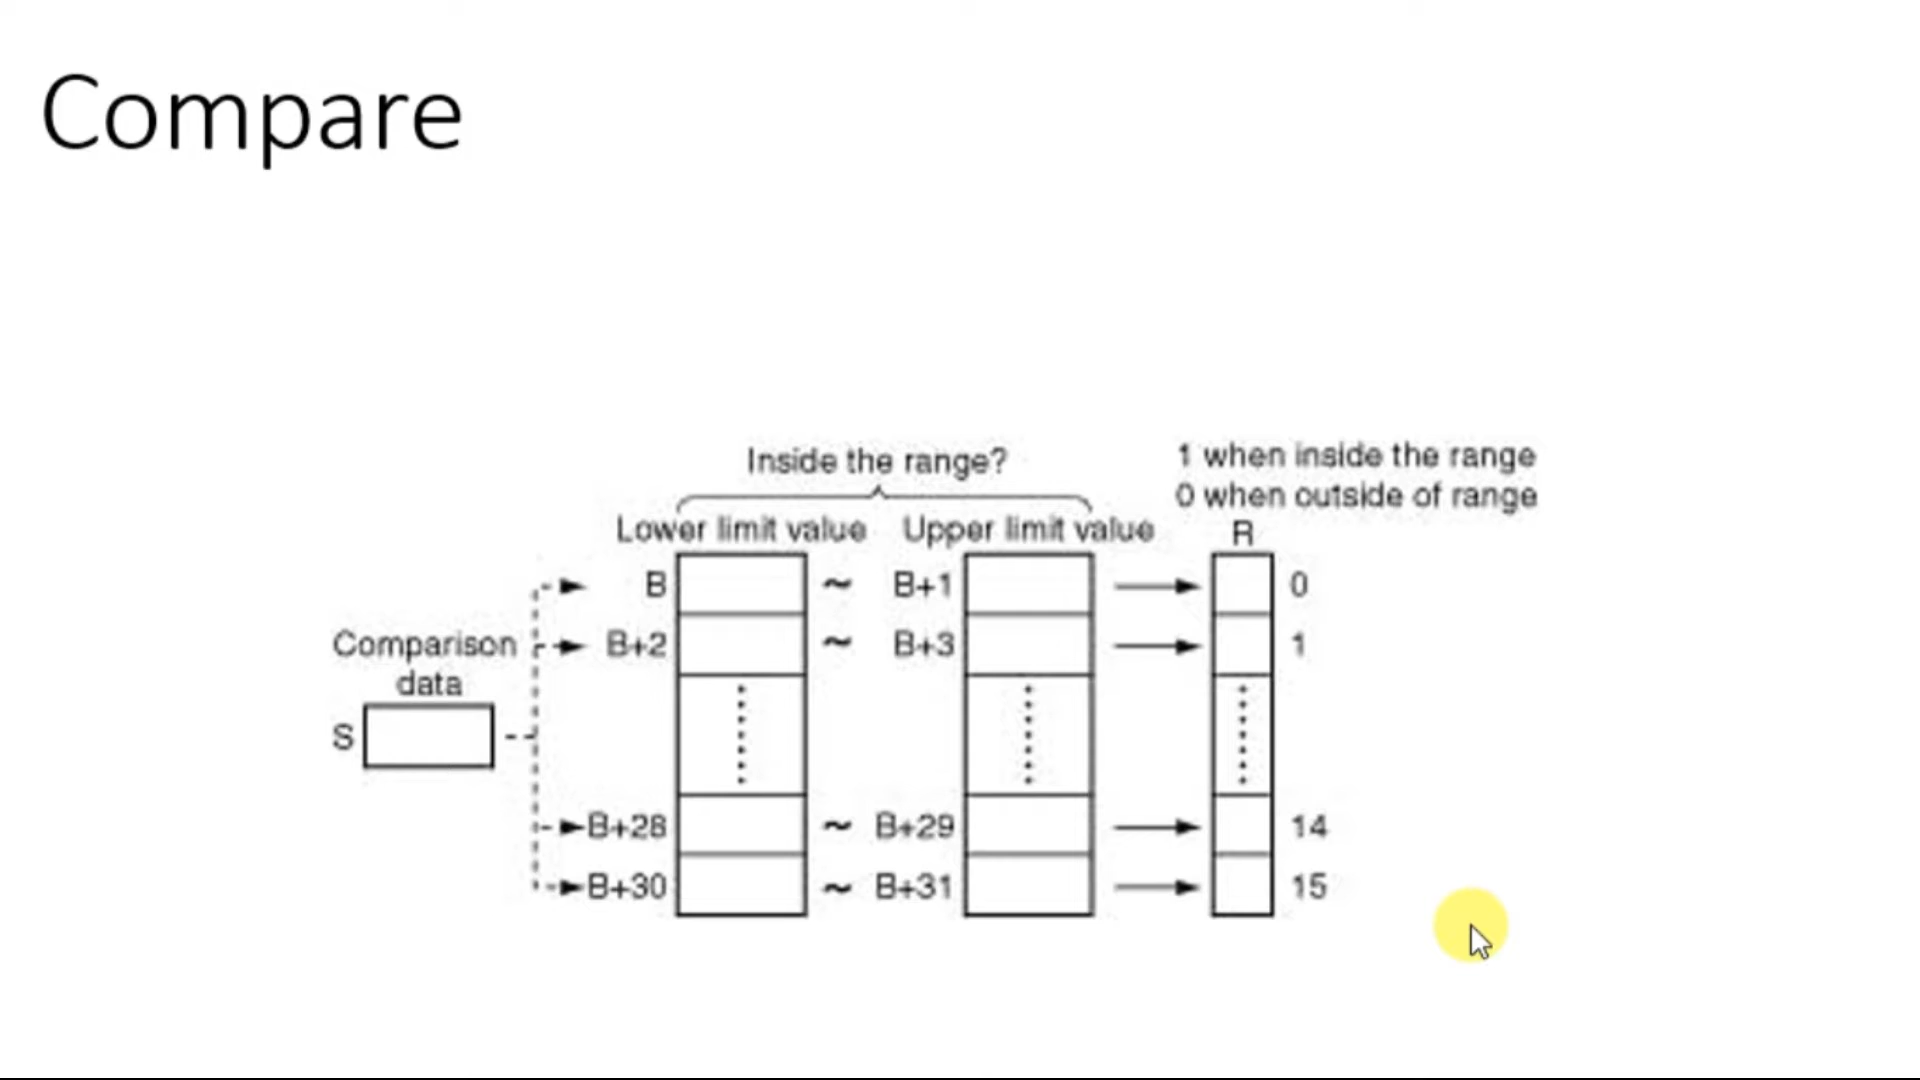 Compare
Inside the range?
1 when inside the range
0 when outside of range
Lower limit value
Upper limit value
R
B ~ B+1 0
Comparison
data
B+2 ~ B+3 1
S
B+28 ~ B+29 14
B+30 ~ B+31 15